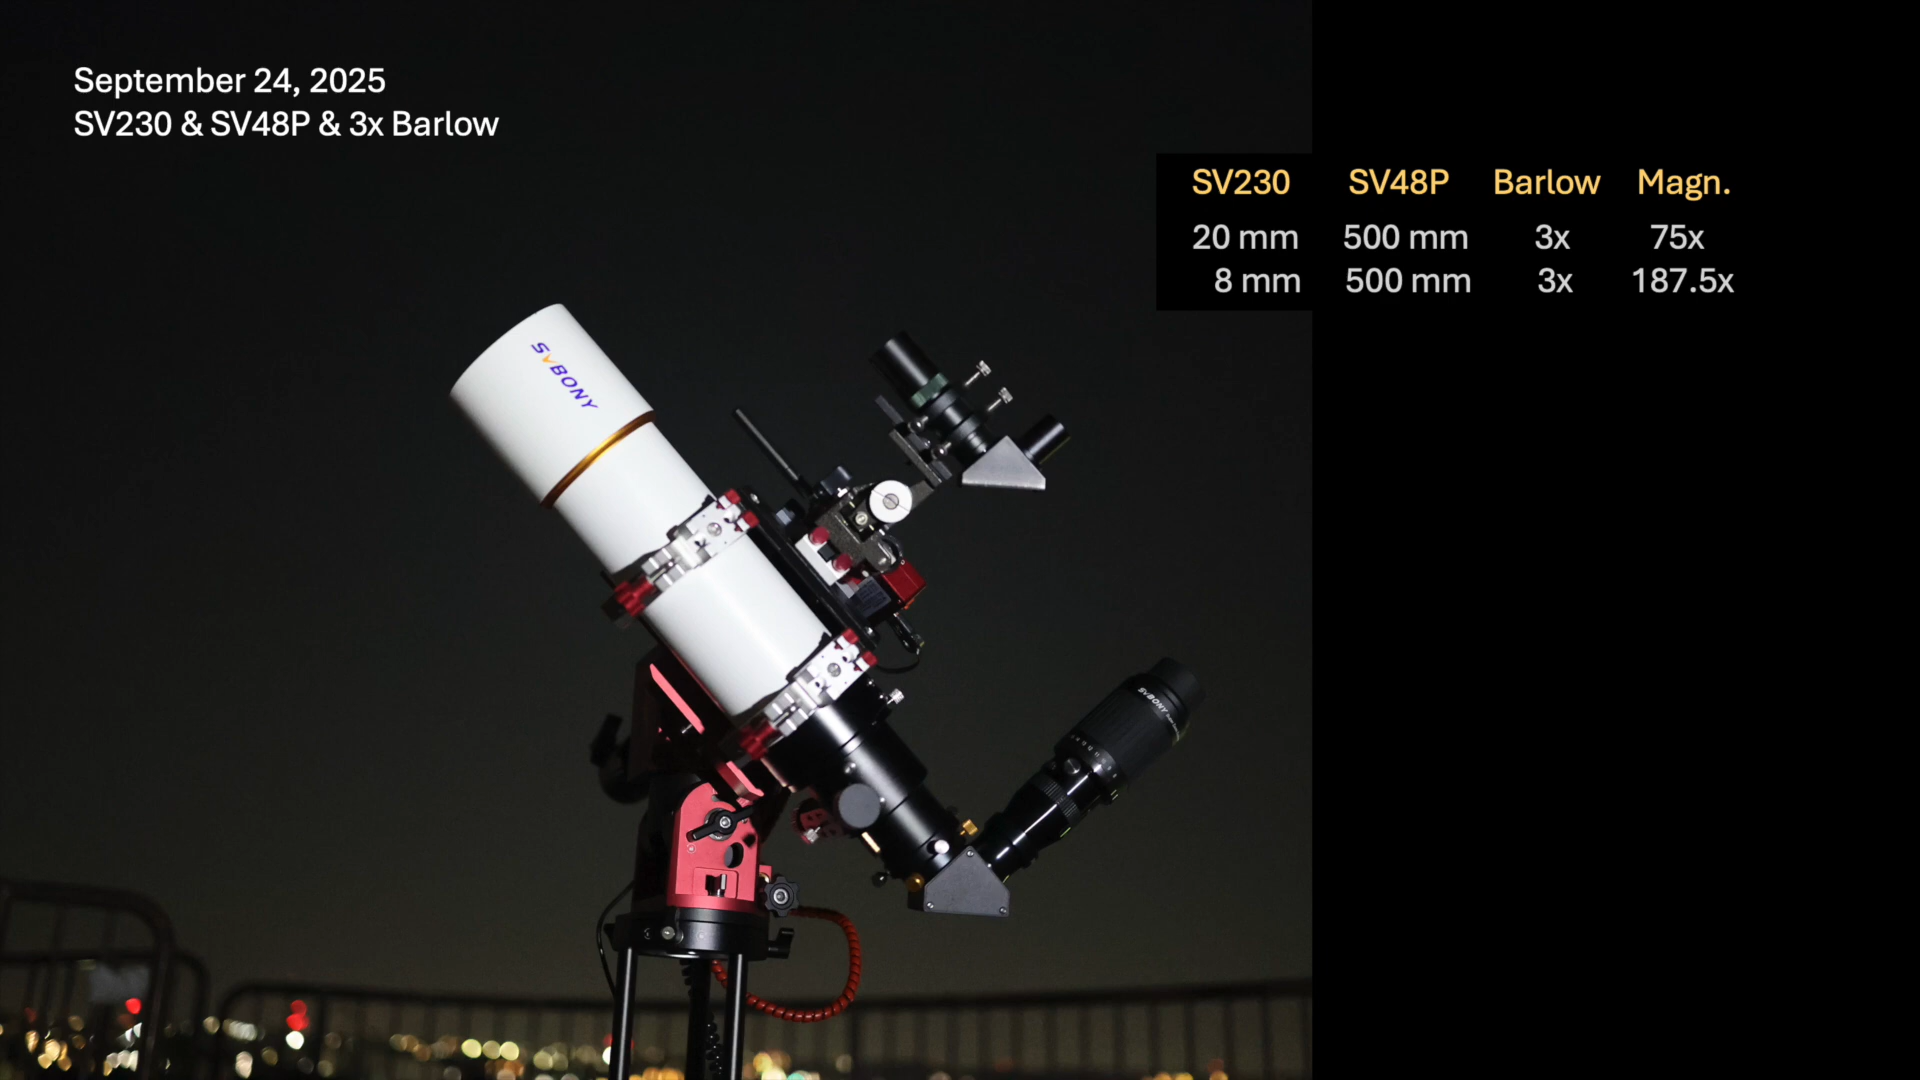 September 24, 2025
SV230 & SV48P & 3x Barlow
SV230 SV48P Barlow Magn.
20 mm 500 mm 3x 75x
8 mm 500 mm 3x 187.5x
SVBONY
SVBONY